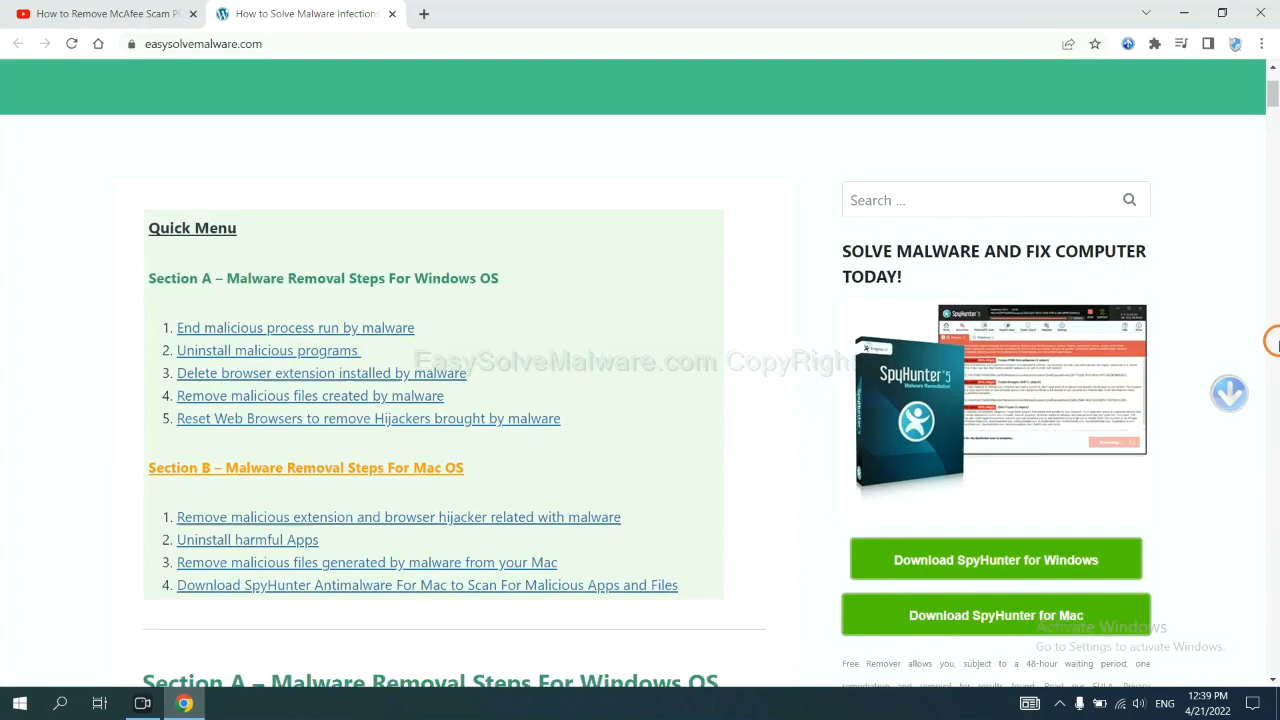 How to Remove McAfee Scam P
How to Solve Malware Infections
easysolvemalware.com
Quick Menu
Section A – Malware Removal Steps For Windows OS
1. End malicious process run by malware
2. Uninstall malicious programs
3. Delete browser extension installed by malware
4. Remove malicious files created by malware
5. Reset Web Browsers to remove hijackers brought by malware
Section B – Malware Removal Steps For Mac OS
1. Remove malicious extension and browser hijacker related with malware
2. Uninstall harmful Apps
3. Remove malicious files generated by malware from your Mac
4. Download SpyHunter Antimalware For Mac to Scan For Malicious Apps and Files
Section A – Malware Removal Steps For Windows OS
Search ...
SOLVE MALWARE AND FIX COMPUTER
TODAY!
SpyHunter 5
SpyHunter 5
Malware Remediation
Download SpyHunter for Windows
Download SpyHunter for Mac
Activate Windows
Go to Settings to activate Windows.
Free Remover allows you, subject to a 48-hour waiting period, one
remediation and removal for results found. Read our EULA, Privacy
ENG
12:39 PM
4/21/2022